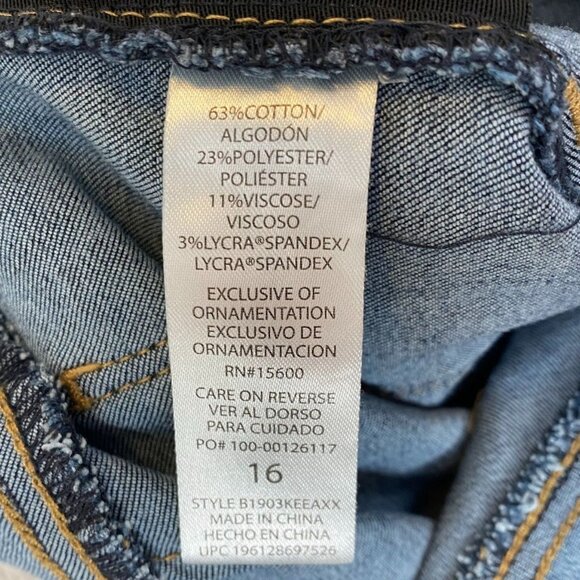 63%COTTON/
ALGODÓN
23%POLYESTER/
POLIÉSTER
11%VISCOSE/
VISCOSO
3%LYCRA®SPANDEX/
LYCRA®SPANDEX
EXCLUSIVE OF
ORNAMENTATION
EXCLUSIVO DE
ORNAMENTACION
RN#15600
CARE ON REVERSE
VER AL DORSO
PARA CUIDADO
PO# 100-00126117
16
STYLE B1903KEEAXX
MADE IN CHINA
HECHO EN CHINA
UPC 196128697526